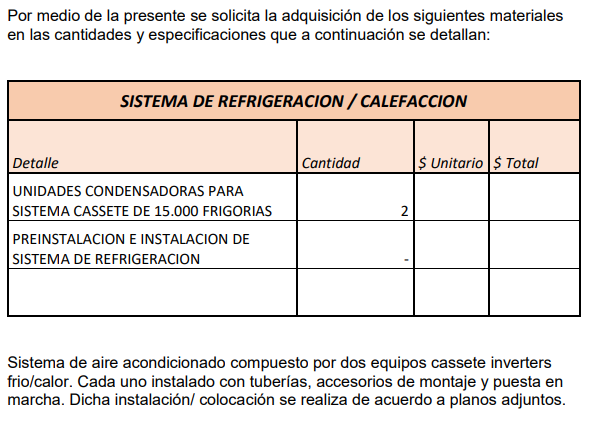 Por medio de la presente se solicita la adquisición de los siguientes materiales
en las cantidades y especificaciones que a continuación se detallan:
SISTEMA DE REFRIGERACION / CALEFACCION
Detalle Cantidad $ Unitario $ Total
UNIDADES CONDENSADORAS PARA
SISTEMA CASSETE DE 15.000 FRIGORIAS 2
PREINSTALACION E INSTALACION DE
SISTEMA DE REFRIGERACION -
Sistema de aire acondicionado compuesto por dos equipos cassete inverters
frio/calor. Cada uno instalado con tuberías, accesorios de montaje y puesta en
marcha. Dicha instalación/ colocación se realiza de acuerdo a planos adjuntos.